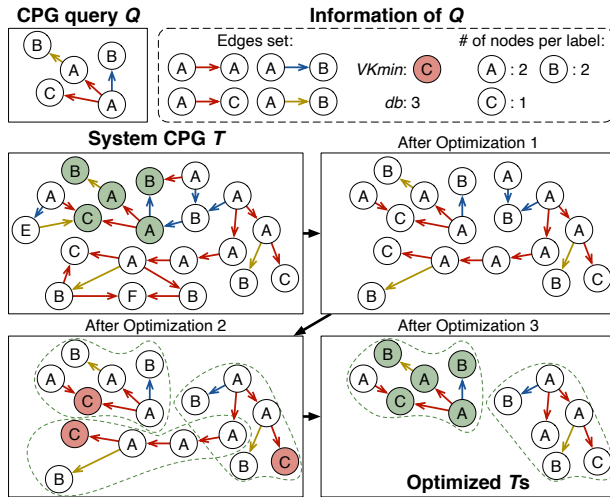 CPG query Q
B
B
A
C
A
Information of Q
Edges set:
# of nodes per label:
A A A B
VKmin: C
A : 2 B : 2
A C A B
db: 3
C : 1
System CPG T
B
B
A
A
A
A
C
A
B
E
A
A
C
A
A
B
C
B
F
B
After Optimization 1
B
B
A
A
A
A
C
A
B
A
A
C
A
A
A
B
C
B
After Optimization 2
B
B
A
A
A
B
C
A
A
C
A
A
A
B
C
B
After Optimization 3
B
B
A
A
A
B
C
A
A
A
B
C
Optimized Ts